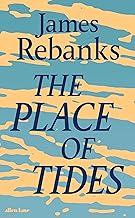 James
Rebanks
THE
PLACE
OF
TIDES
allen lane